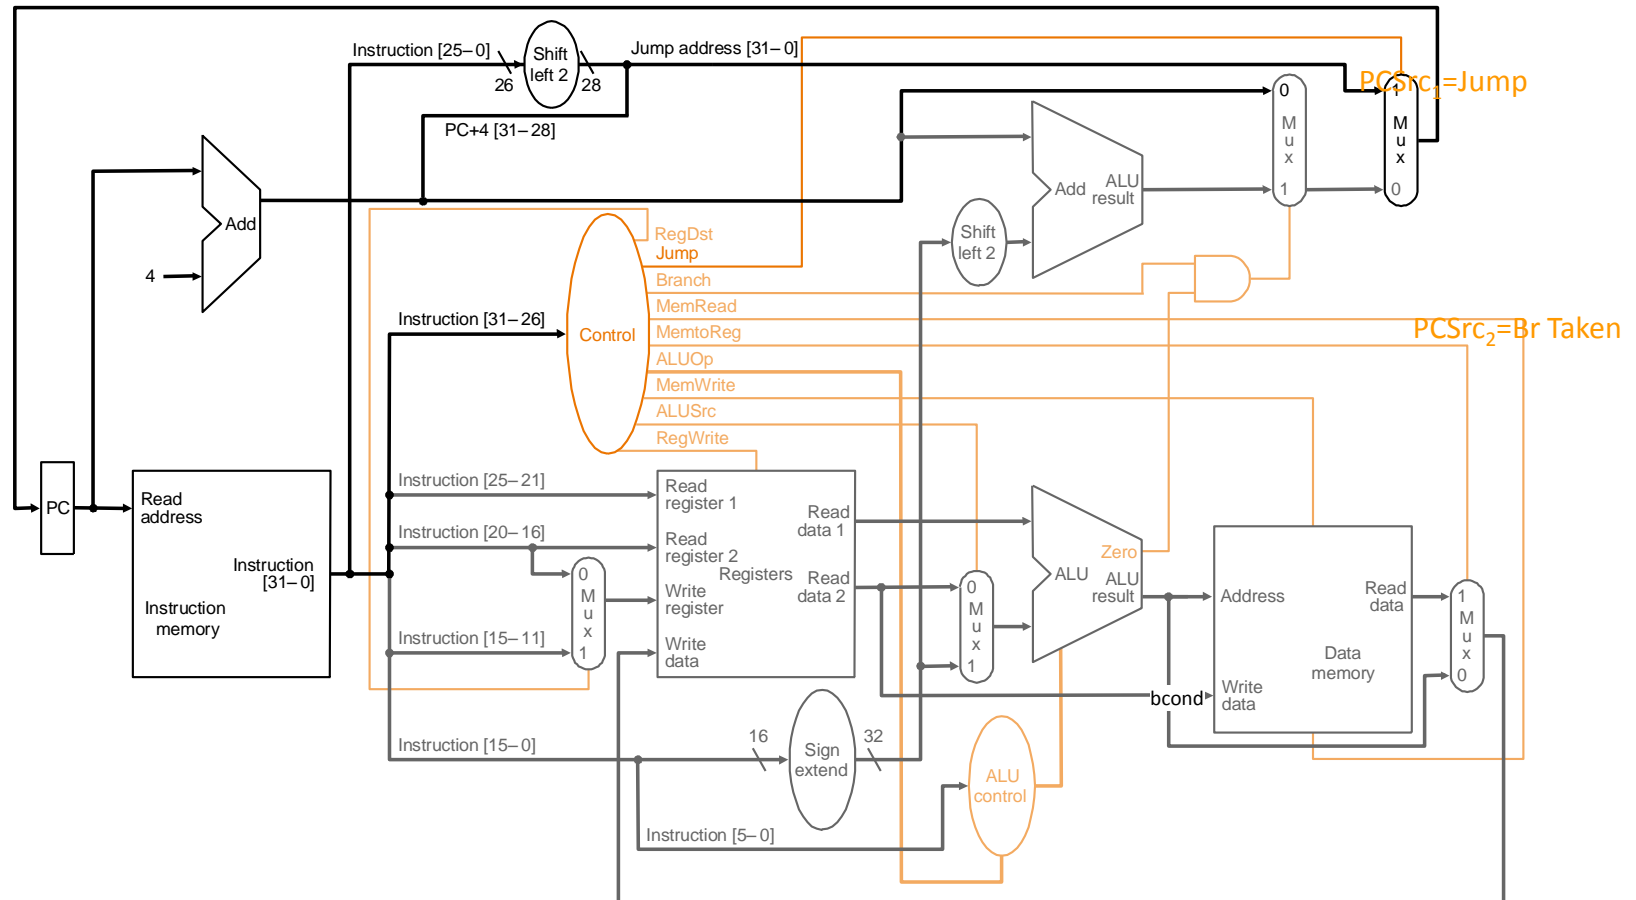 Instruction [25–0]
Shift
left 2
Jump address [31–0]
26
28
PCSrc1=Jump
PC+4 [31–28]
0
M
u
x
1
1
M
u
x
0
Add
Add
ALU
result
4
Shift
left 2
RegDst
Jump
Branch
MemRead
MemtoReg
ALUOp
MemWrite
ALUSrc
RegWrite
Instruction [31–26]
Control
PCSrc2=Br Taken
PC
Read
address
Instruction
[31–0]
Instruction
memory
Instruction [25–21]
Instruction [20–16]
Instruction [15–11]
0
M
u
x
1
Read
register 1
Read
register 2
Write
register
Write
data
Registers
Read
data 1
Read
data 2
0
M
u
x
1
Zero
ALU
ALU
result
bcond
Address
Read
data
Data
memory
Write
data
1
M
u
x
0
Instruction [15–0]
16
Sign
extend
32
ALU
control
Instruction [5–0]